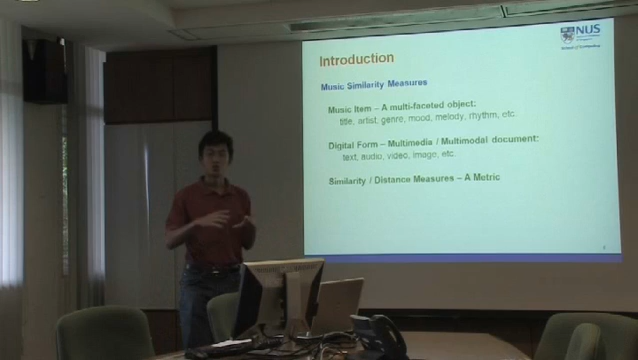 NUS
Introduction
Music Similarity Measures
Music Item – A multi-faceted object:
title, artist, genre, mood, melody, rhythm, etc.
Digital Form – Multimedia / Multimodal document:
text, audio, video, image, etc.
Similarity / Distance Measures – A Metric